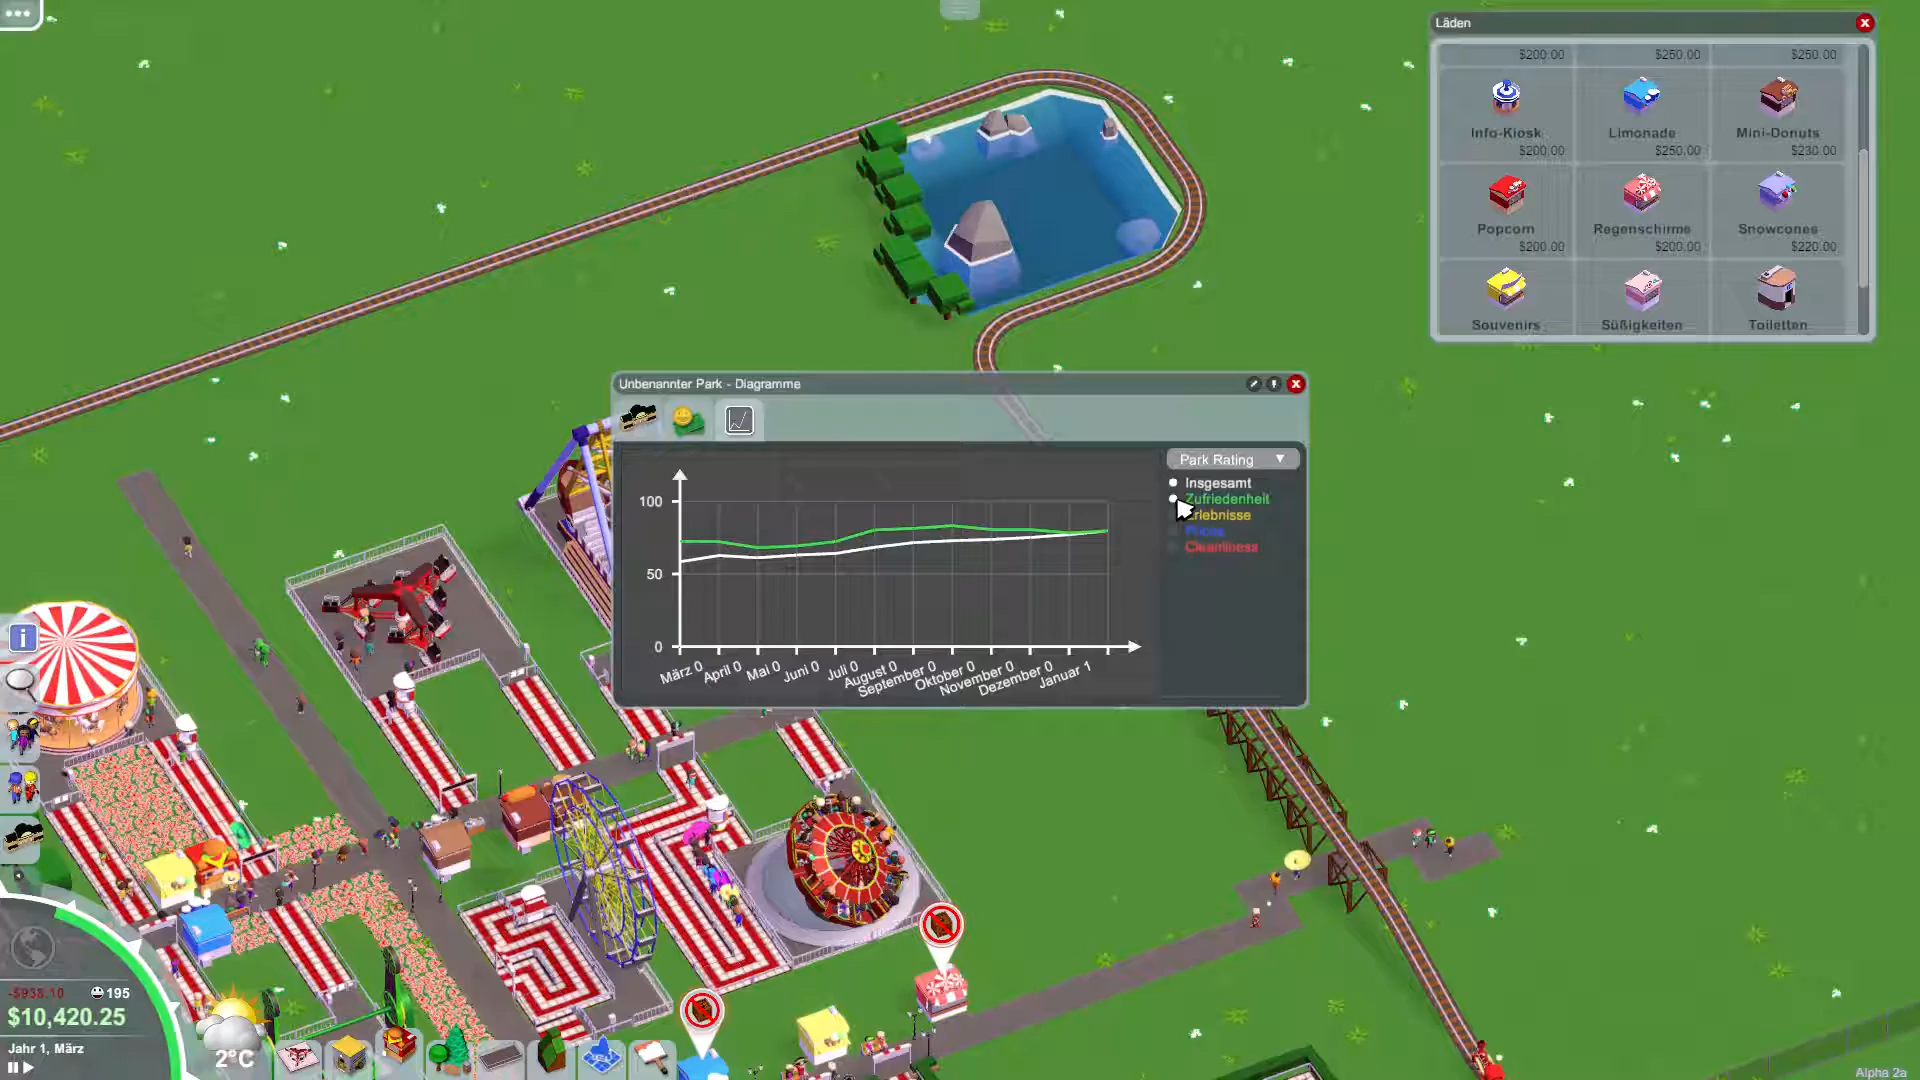 Läden
$200.00 $250.00 $250.00
Info-Kiosk Limonade Mini-Donuts
$200.00 $250.00 $230.00
Popcorn Regenschirme Snowcones
$200.00 $200.00 $220.00
Souvenirs Süßigkeiten Toiletten
Unbenannter Park - Diagramme
Park Rating
Insgesamt
Zufriedenheit
Erlebnisse
Prices
Cleanliness
100
50
0
März 0 April 0 Mai 0 Juni 0 Juli 0 August 0 September 0 Oktober 0 November 0 Dezember 0 Januar 1
-$938.10 195
$10,420.25
Jahr 1, März
2°C
Alpha 2a